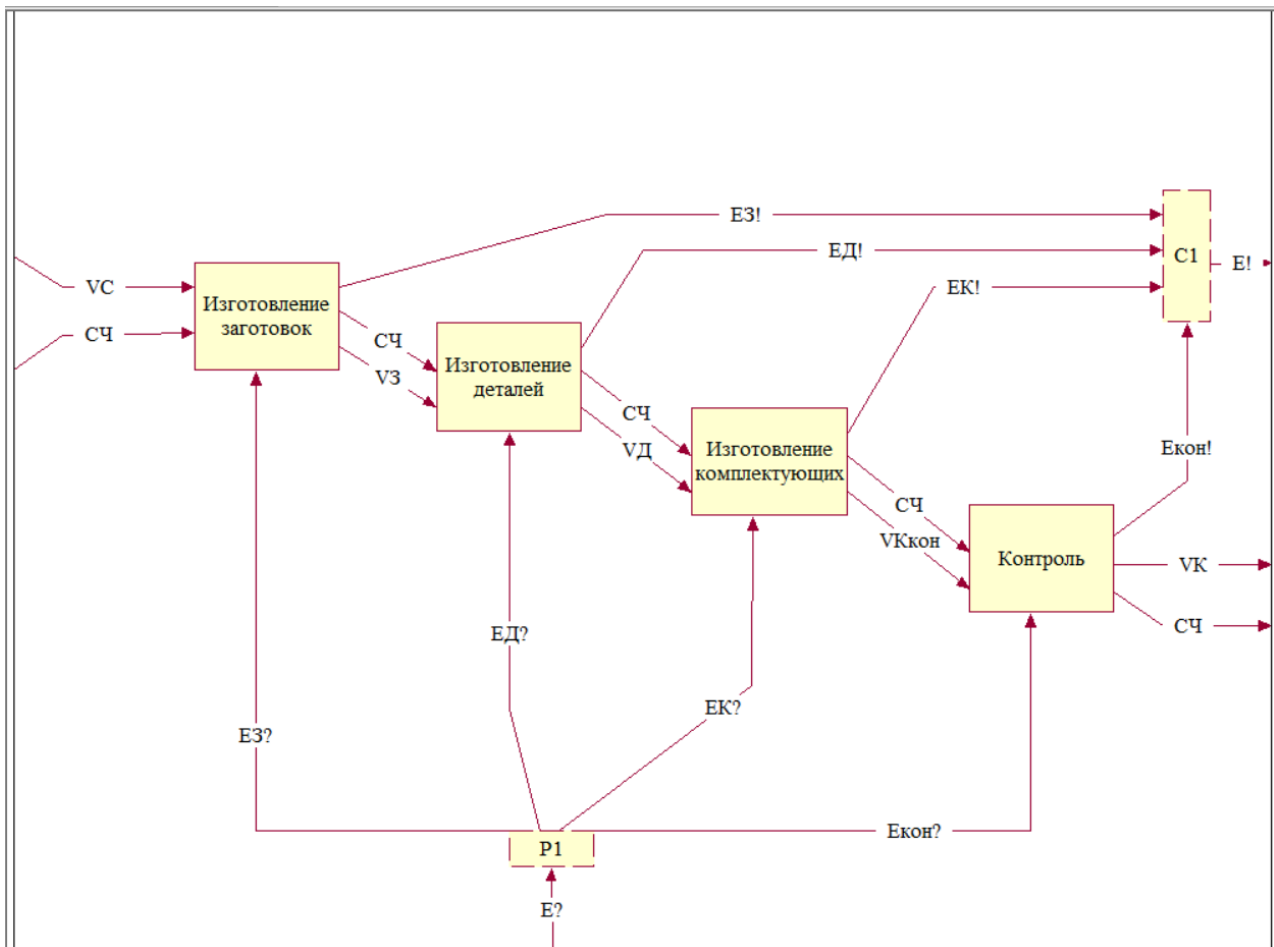 ЕЗ!
ЕД!
С1
Е!
VC
ЕК!
Изготовление
заготовок
СЧ
СЧ
Изготовление
деталей
VЗ
СЧ
VД
Изготовление
комплектующих
Екон!
СЧ
VКкон
Контроль
VК
СЧ
ЕД?
ЕК?
ЕЗ?
Екон?
Р1
Е?